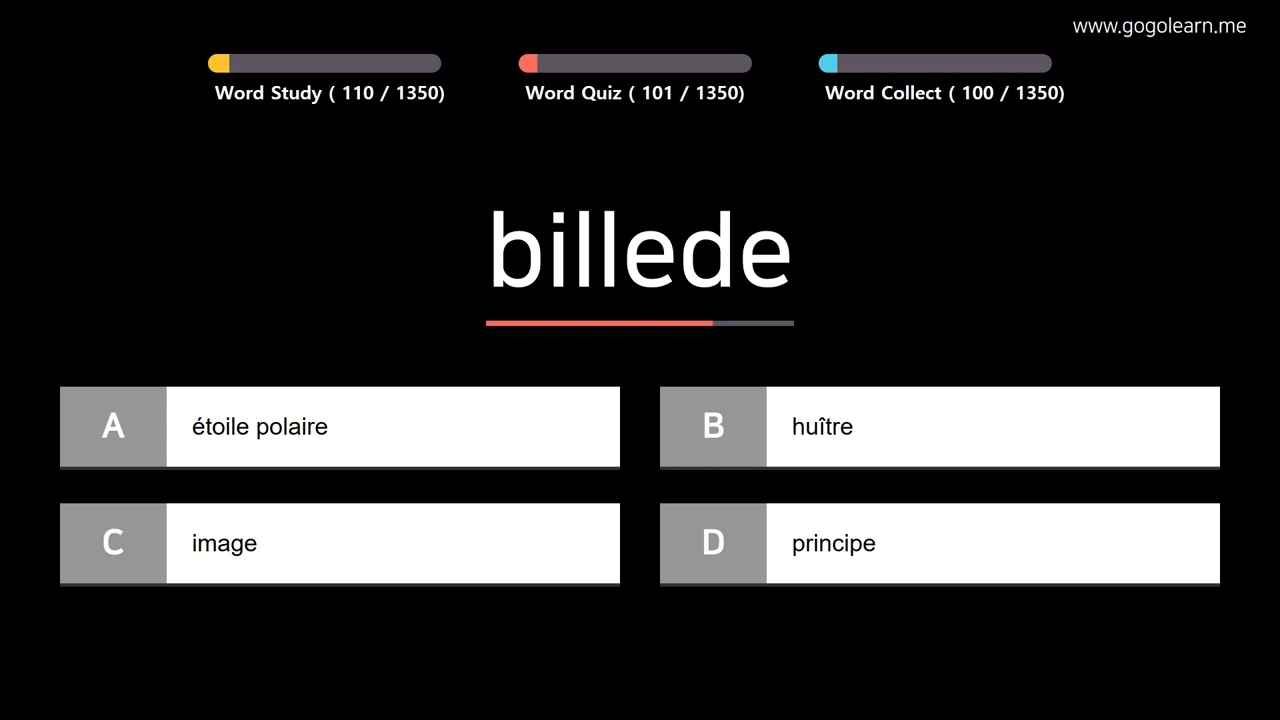 www.gogolearn.me
Word Study ( 110 / 1350)
Word Quiz ( 101 / 1350)
Word Collect ( 100 / 1350)
billede
A étoile polaire
B huître
C image
D principe